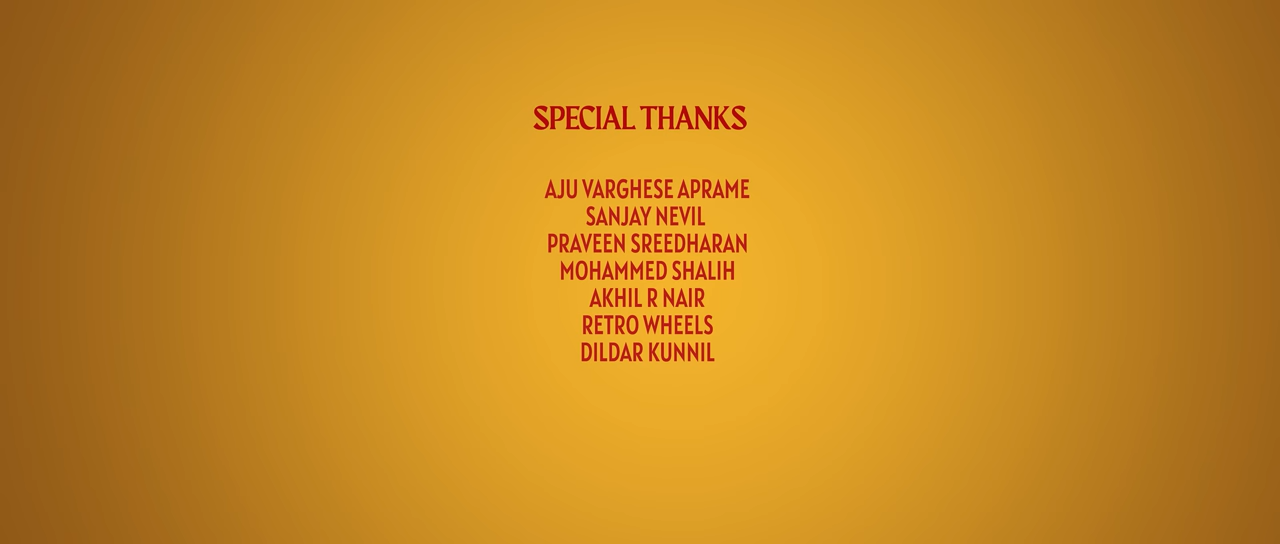 SPECIAL THANKS
AJU VARGHESE APRAME
SANJAY NEVIL
PRAVEEN SREEDHARAN
MOHAMMED SHALIH
AKHIL R NAIR
RETRO WHEELS
DILDAR KUNNIL